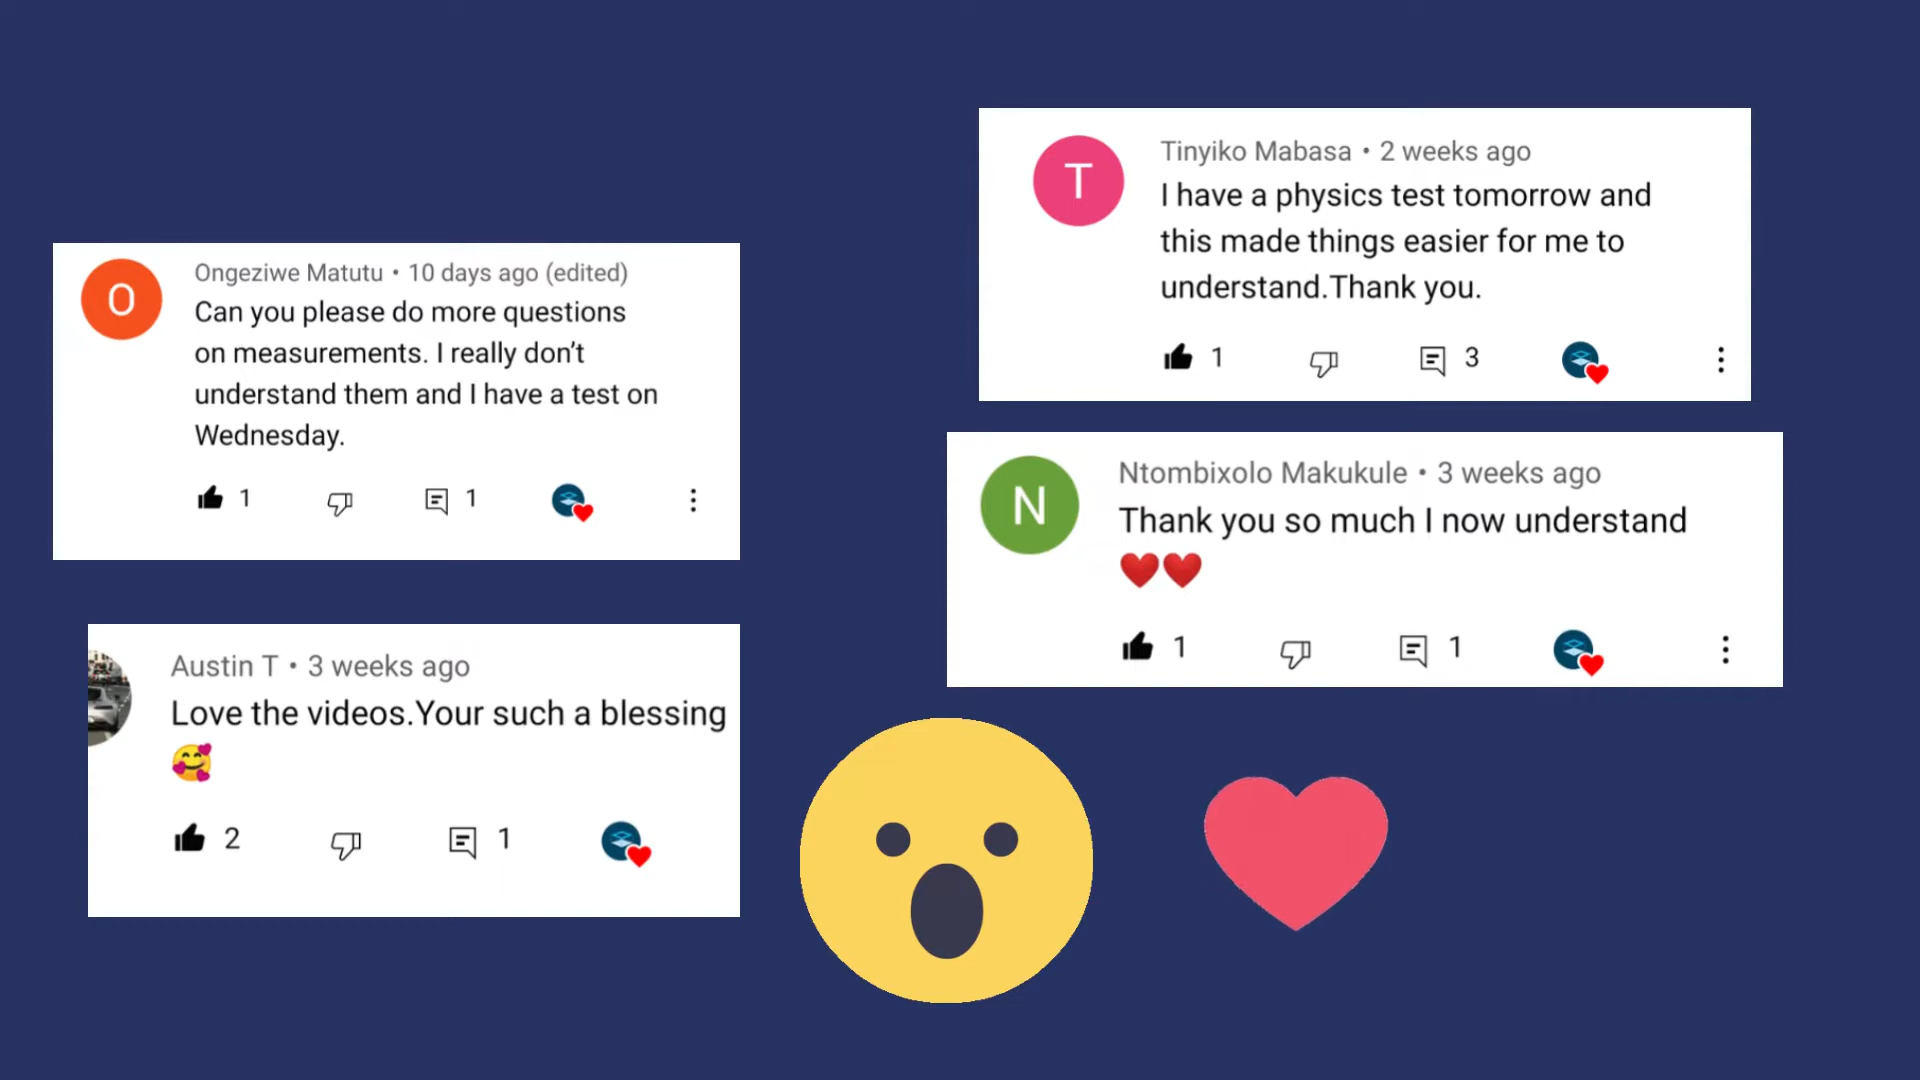 O
Ongeziwe Matutu • 10 days ago (edited)
Can you please do more questions
on measurements. I really don't
understand them and I have a test on
Wednesday.
1 1
Austin T • 3 weeks ago
Love the videos.Your such a blessing
🥰
2 1
T
Tinyiko Mabasa • 2 weeks ago
I have a physics test tomorrow and
this made things easier for me to
understand.Thank you.
1 3
N
Ntombixolo Makukule • 3 weeks ago
Thank you so much I now understand
❤️❤️
1 1